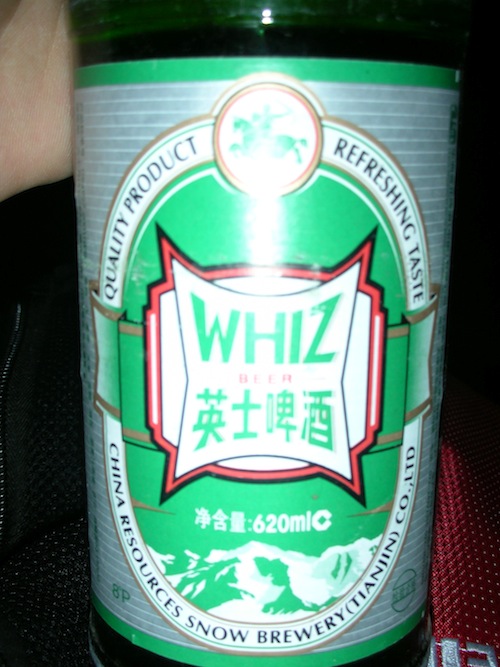 QUALITY PRODUCT
REFRESHING TASTE
WHIZ
BEER
英士啤酒
净含量:620ml
8P
CHINA RESOURCES SNOW BREWERY(TIANJIN) CO.,LTD